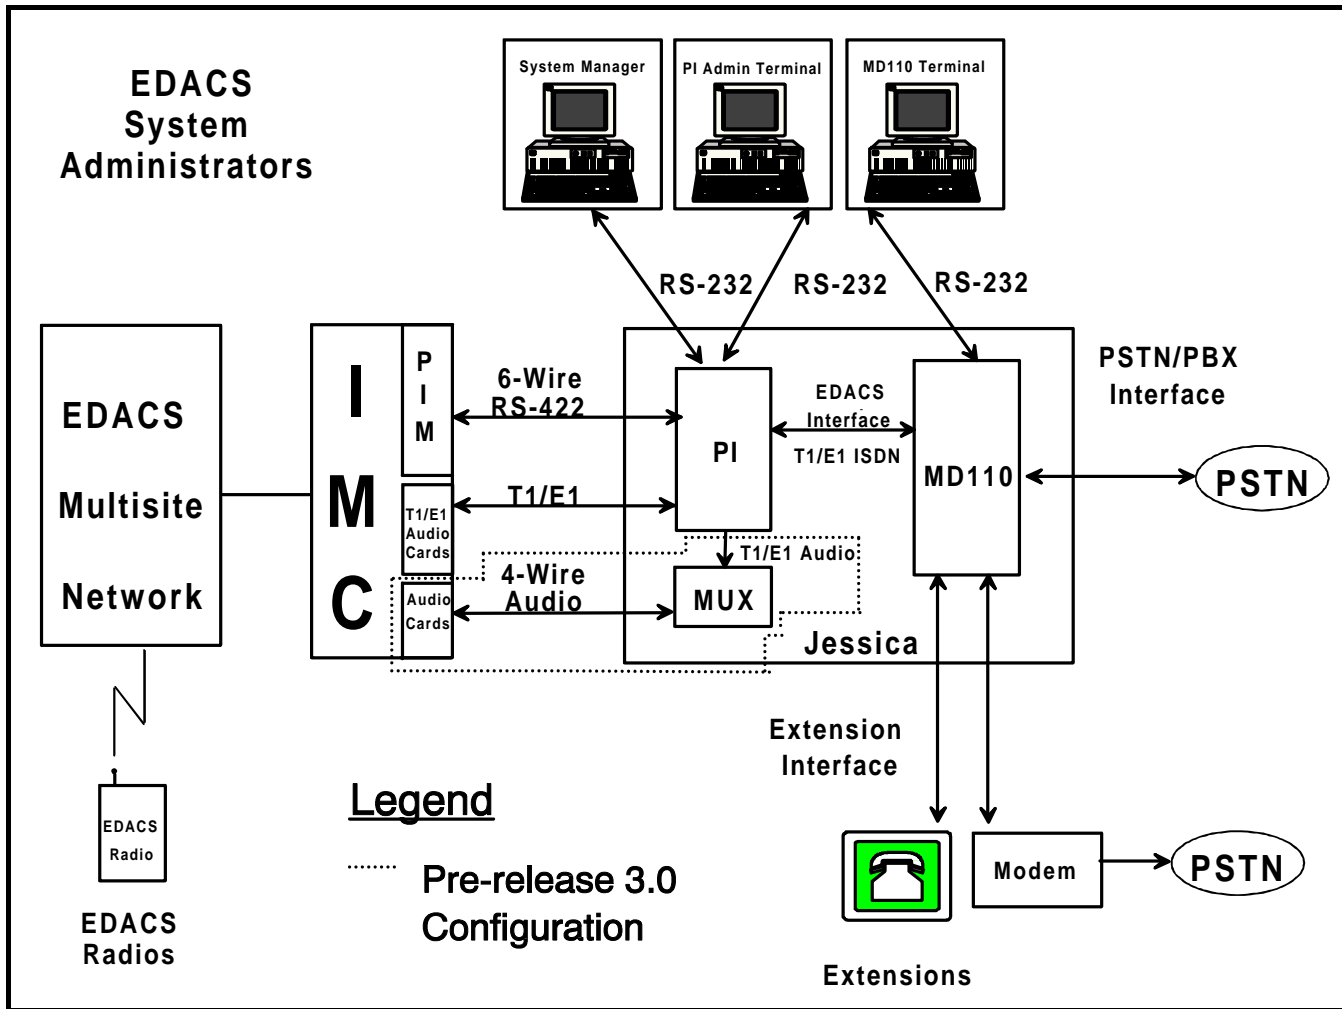 EDACS
System
Administrators
System Manager
PI Admin Terminal
MD110 Terminal
RS-232
RS-232
RS-232
EDACS
Multisite
Network
I
M
C
P
I
M
T1/E1
Audio
Cards
Audio
Cards
6-Wire
RS-422
T1/E1
4-Wire
Audio
PI
EDACS
Interface
T1/E1 ISDN
MD110
T1/E1 Audio
MUX
Jessica
PSTN/PBX
Interface
PSTN
Extension
Interface
EDACS
Radio
EDACS
Radios
Legend
Pre-release 3.0
Configuration
Modem
PSTN
Extensions